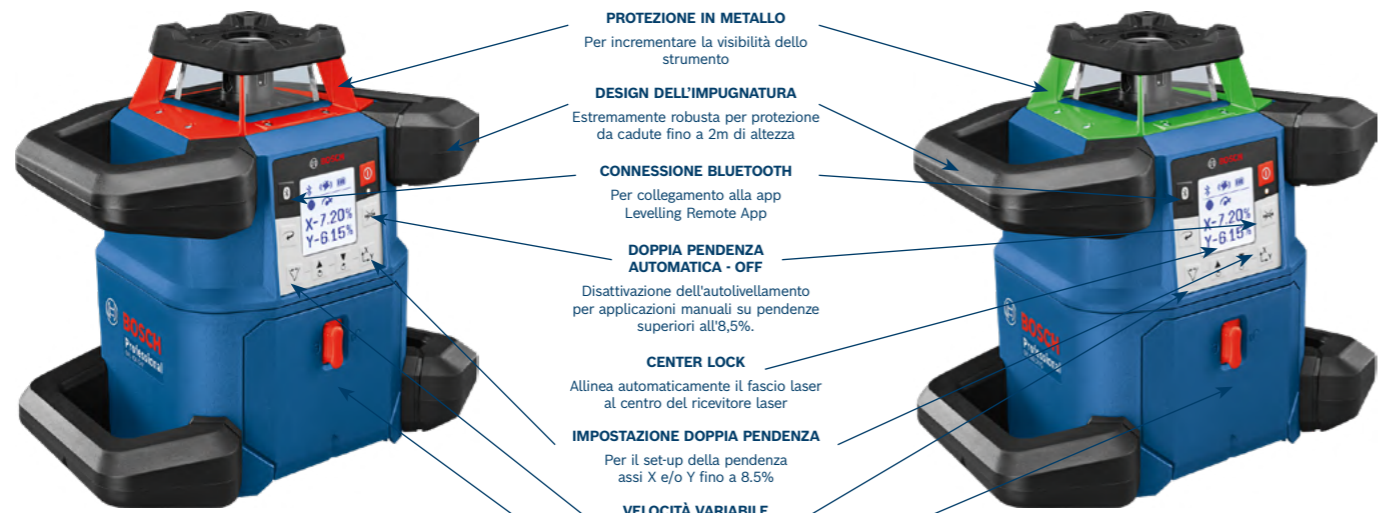 PROTEZIONE IN METALLO
Per incrementare la visibilità dello
strumento
DESIGN DELL'IMPUGNATURA
Estremamente robusta per protezione
da cadute fino a 2m di altezza
CONNESSIONE BLUETOOTH
Per collegamento alla app
Levelling Remote App
DOPPIA PENDENZA
AUTOMATICA - OFF
Disattivazione dell'autolivellamento
per applicazioni manuali su pendenze
superiori all'8,5%.
CENTER LOCK
Allinea automaticamente il fascio laser
al centro del ricevitore laser
IMPOSTAZIONE DOPPIA PENDENZA
Per il set-up della pendenza
assi X e/o Y fino a 8.5%
VELOCITÀ VARIABILE
BOSCH
X-7.20%
Y-6.15%
BOSCH
Professional
BOSCH
X-7.20%
Y-6.15%
BOSCH
Professional